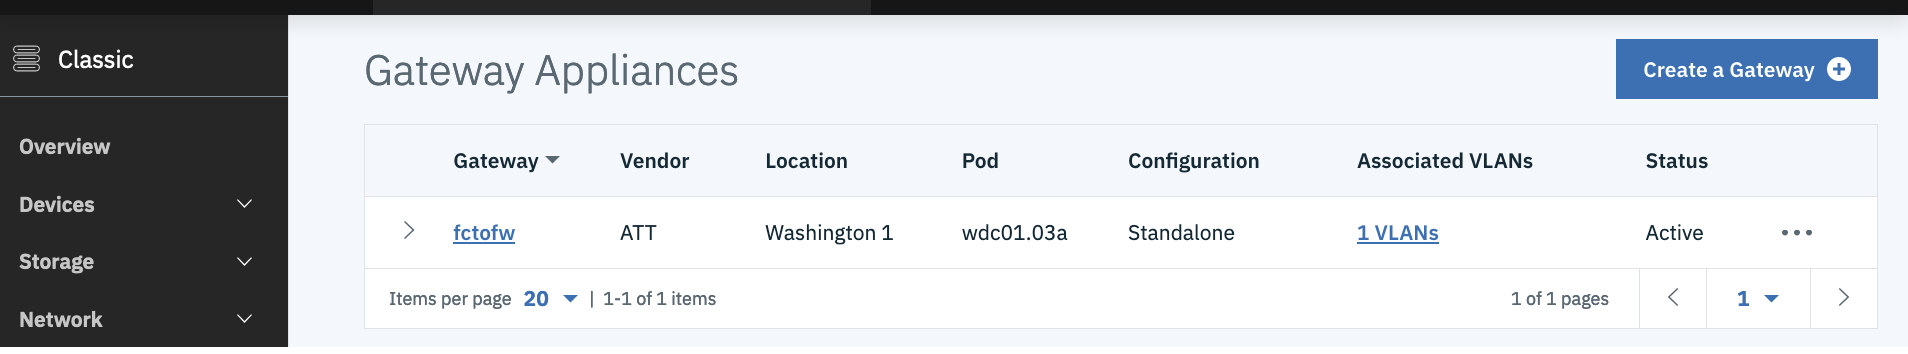 Classic
Gateway Appliances
Create a Gateway
Overview
Devices
Storage
Network
Gateway Vendor Location Pod Configuration Associated VLANs Status
fctofw ATT Washington 1 wdc01.03a Standalone 1 VLANs Active
Items per page 20 | 1-1 of 1 items 1 of 1 pages 1